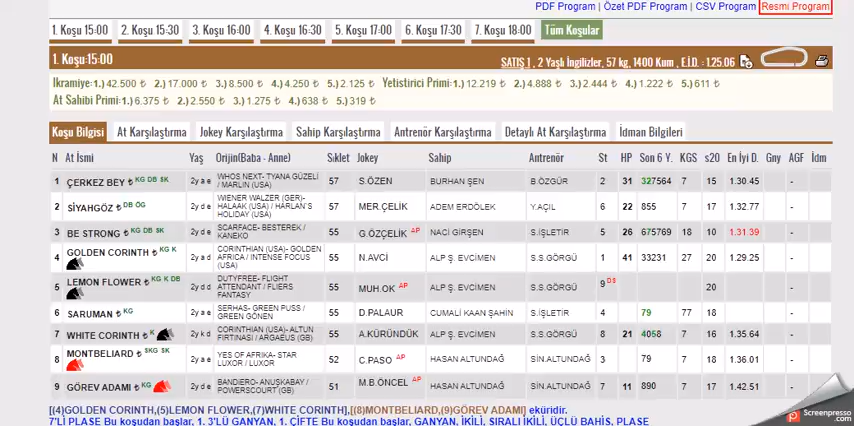 PDF Program | Özet PDF Program | CSV Program | Resmi Program
1. Koşu 15:00 2. Koşu 15:30 3. Koşu 16:00 4. Koşu 16:30 5. Koşu 17:00 6. Koşu 17:30 7. Koşu 18:00 Tüm Koşular
1. Koşu:15:00 SATIŞ 1 , 2 Yaşlı İngilizler, 57 kg, 1400 Kum , E.İ.D. : 1.25.06
Ikramiye: 1.) 42.500 ₺ 2.) 17.000 ₺ 3.) 8.500 ₺ 4.) 4.250 ₺ 5.) 2.125 ₺ Yetistirici Primi: 1.) 12.219 ₺ 2.) 4.888 ₺ 3.) 2.444 ₺ 4.) 1.222 ₺ 5.) 611 ₺
At Sahibi Primi: 1.) 6.375 ₺ 2.) 2.550 ₺ 3.) 1.275 ₺ 4.) 638 ₺ 5.) 319 ₺
Koşu Bilgisi At Karşılaştırma Jokey Karşılaştırma Sahip Karşılaştırma Antrenör Karşılaştırma Detaylı At Karşılaştırma İdman Bilgileri
N At İsmi Yaş Orijin(Baba - Anne) Sıklet Jokey Sahip Antrenör St HP Son 6 Y. KGS s20 En İyi D. Gny AGF İdm
1 ÇERKEZ BEY ₺ KG DB SK 2y a e WHOS NEXT- TYANA GÜZELİ / MARLIN (USA) 57 S.ÖZEN BURHAN ŞEN B.ÖZGÜR 2 31 327564 7 15 1.30.45 -
2 SİYAHGÖZ ₺ DB ÖG 2y d e WIENER WALZER (GER)- HALAAK (USA) / HARLAN'S HOLIDAY (USA) 57 MER.ÇELİK ADEM ERDÖLEK Y.AÇIL 6 22 855 7 17 1.32.77 -
3 BE STRONG ₺ KG DB SK 2y d e SCARFACE- BESTEREK / KANEKO 55 G.ÖZÇELİK AP NACİ GİRŞEN S.İŞLETİR 5 26 675769 18 10 1.31.39 -
4 GOLDEN CORINTH ₺ KG K 2y a d CORINTHIAN (USA)- GOLDEN AFRICA / INTENSE FOCUS (USA) 55 N.AVCİ ALP Ş. EVCİMEN S.S.GÖRGÜ 1 41 33231 27 20 1.29.25 -
5 LEMON FLOWER ₺ KG K DB 2y d d DUTYFREE- FLIGHT ATTENDANT / FLIERS FANTASY 55 MUH.OK AP ALP Ş. EVCİMEN S.S.GÖRGÜ 9 DS 20 -
6 SARUMAN ₺ KG 2y a e SERHAS- GREEN PUSS / GREEN GÖNEN 55 D.PALAUR CUMALİ KAAN ŞAHİN S.İŞLETİR 4 79 77 18 -
7 WHITE CORINTH ₺ K 2y k d CORINTHIAN (USA)- ALTUN FIRTINASI / ARGAEUS (GB) 55 A.KÜRÜNDÜK ALP Ş. EVCİMEN S.S.GÖRGÜ 8 21 4058 7 16 1.35.64 -
8 MONTBELIARD ₺ SKG SK 2y a e YES OF AFRIKA- STAR LUXOR / LUXOR 52 C.PASO AP HASAN ALTUNDAĞ SİN.ALTUNDAĞ 3 79 7 18 1.36.01 -
9 GÖREV ADAMI ₺ KG 2y d e BANDIERO- ANUŞKABAY / POWERSCOURT (GB) 51 M.B.ÖNCEL AP HASAN ALTUNDAĞ SİN.ALTUNDAĞ 7 11 890 7 17 1.42.51 -
[(4)GOLDEN CORINTH,(5)LEMON FLOWER,(7)WHITE CORINTH],[(8)MONTBELIARD,(9)GÖREV ADAMI] eküridir.
7'Lİ PLASE Bu koşudan başlar, 1. 3'LÜ GANYAN, 1. ÇİFTE Bu koşudan başlar, GANYAN, İKİLİ, SIRALI İKİLİ, ÜÇLÜ BAHİS, PLASE
Screenpresso.com